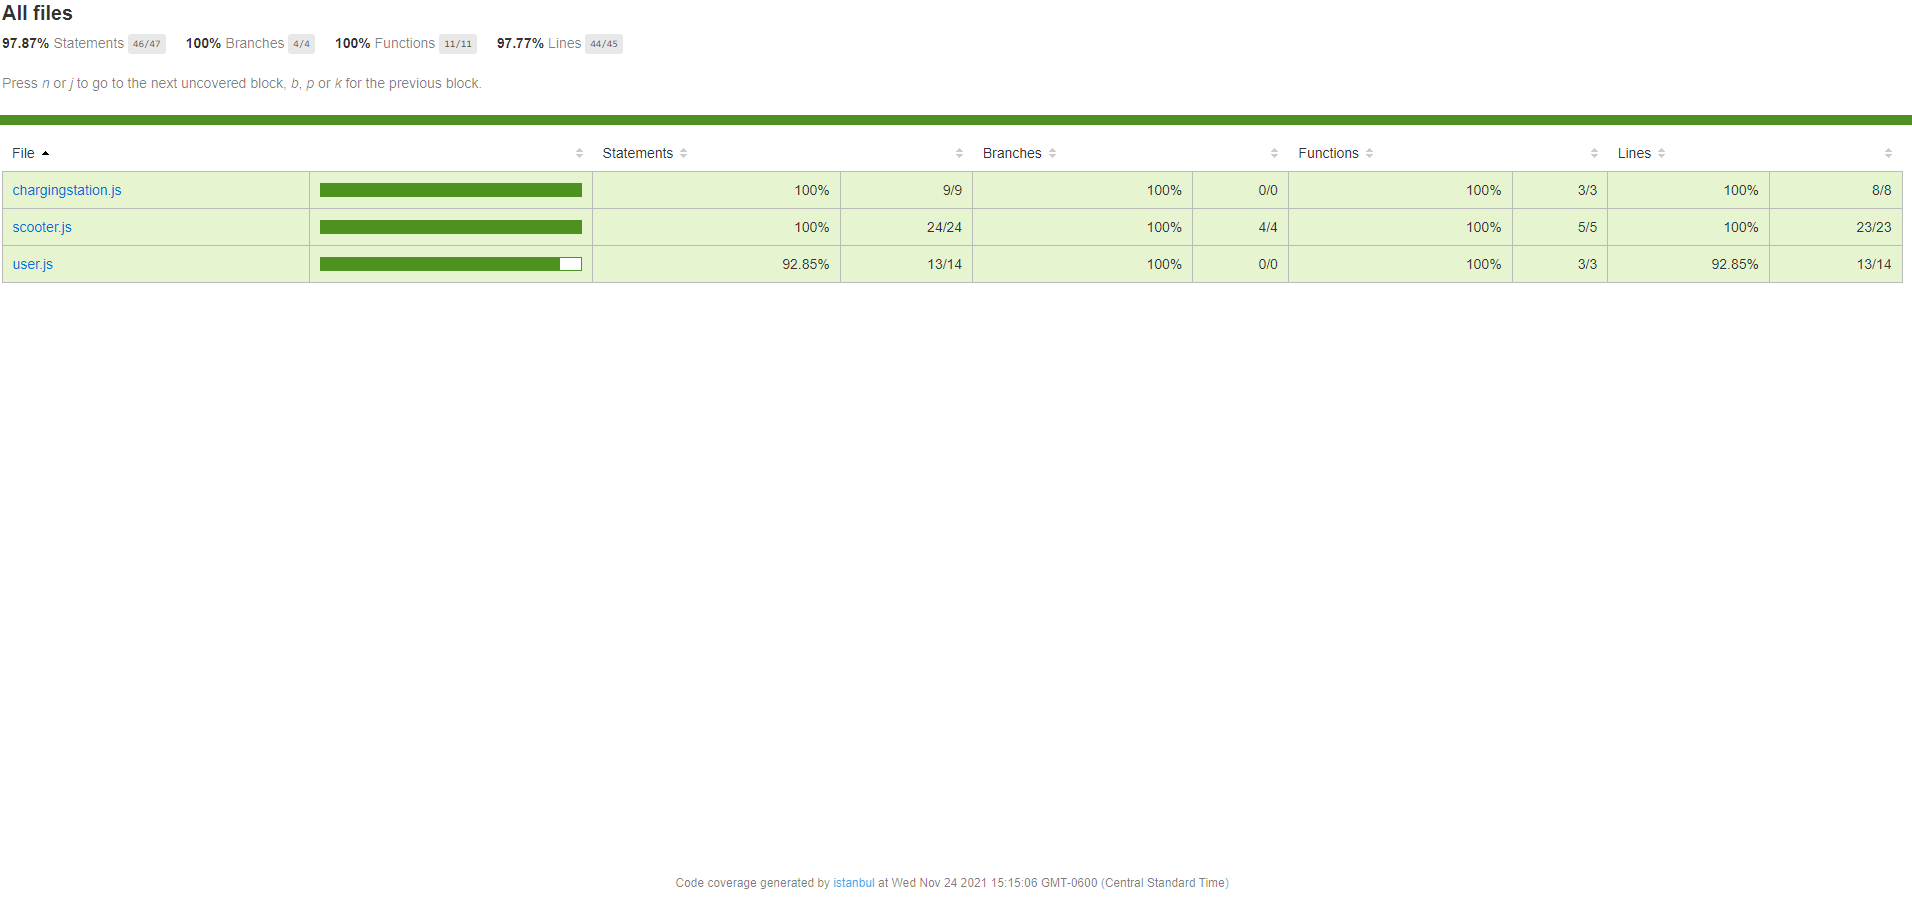 All files
97.87% Statements 46/47 100% Branches 4/4 100% Functions 11/11 97.77% Lines 44/45
Press n or j to go to the next uncovered block, b, p or k for the previous block.
File Statements Branches Functions Lines
chargingstation.js 100% 9/9 100% 0/0 100% 3/3 100% 8/8
scooter.js 100% 24/24 100% 4/4 100% 5/5 100% 23/23
user.js 92.85% 13/14 100% 0/0 100% 3/3 92.85% 13/14
Code coverage generated by istanbul at Wed Nov 24 2021 15:15:06 GMT-0600 (Central Standard Time)